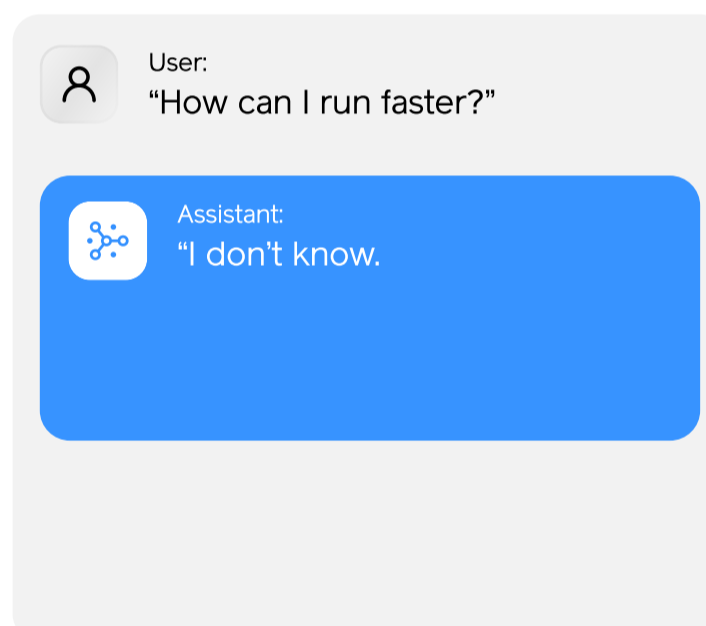 User:
“How can I run faster?”
Assistant:
“I don’t know.